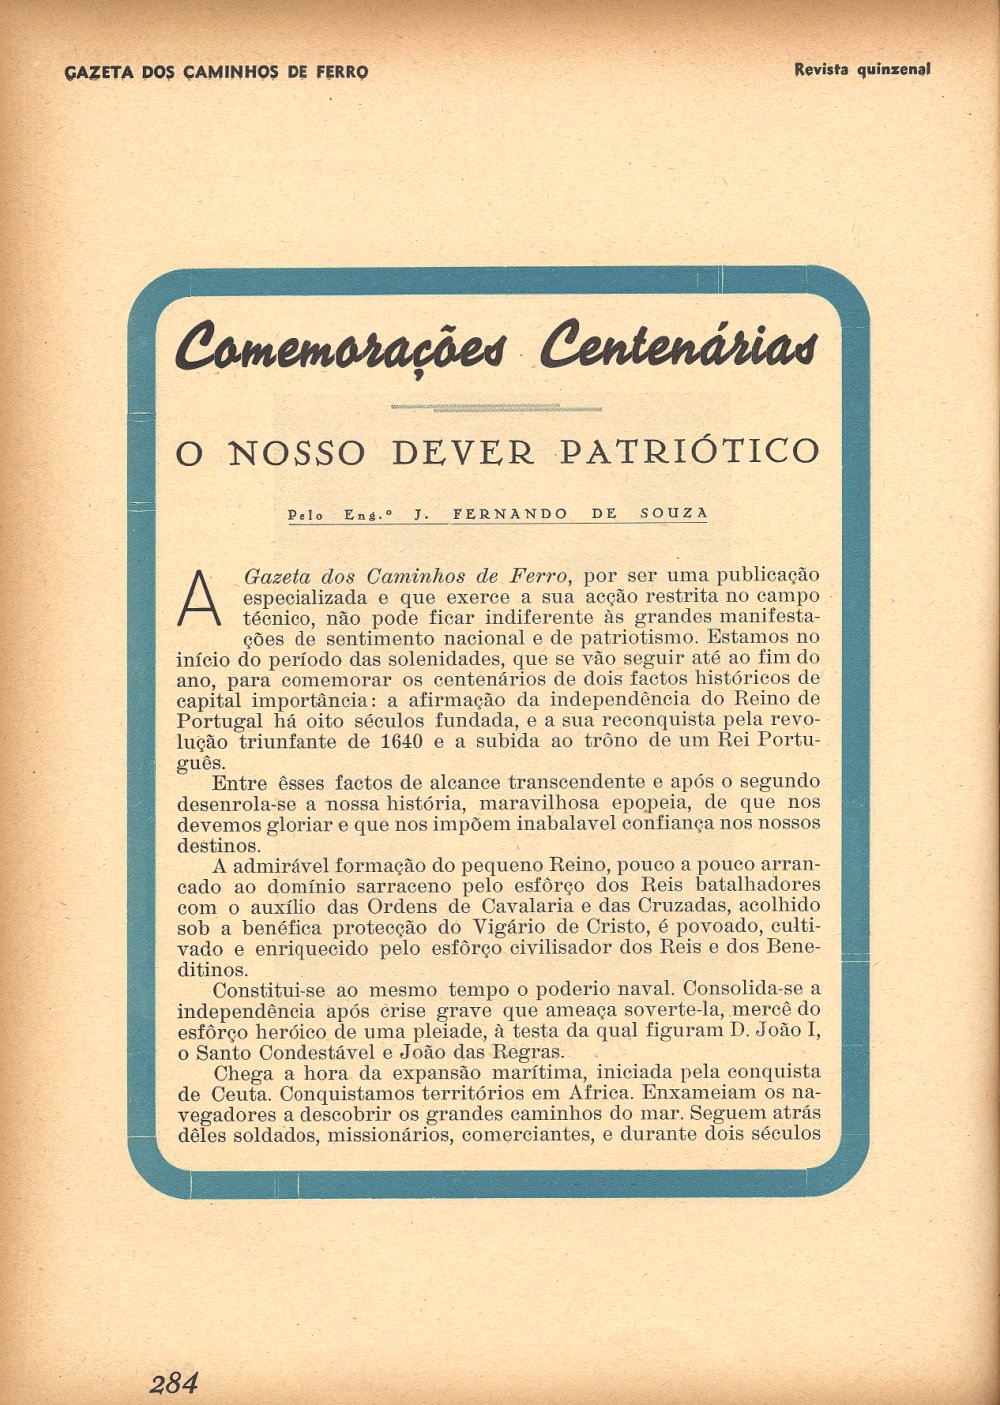 GAZETA DOS CAMINHOS DE FERRO
Revista quinzenal
Comemorações Centenárias
O NOSSO DEVER PATRIÓTICO
Pelo Eng.º J. FERNANDO DE SOUZA
A Gazeta dos Caminhos de Ferro, por ser uma publicação
especializada e que exerce a sua acção restrita no campo
técnico, não pode ficar indiferente às grandes manifesta-
ções de sentimento nacional e de patriotismo. Estamos no
início do período das solenidades, que se vão seguir até ao fim do
ano, para comemorar os centenários de dois factos históricos de
capital importância: a afirmação da independência do Reino de
Portugal há oito séculos fundada, e a sua reconquista pela revo-
lução triunfante de 1640 e a subida ao trôno de um Rei Portu-
guês.
Entre êsses factos de alcance transcendente e após o segundo
desenrola-se a nossa história, maravilhosa epopeia, de que nos
devemos gloriar e que nos impõem inabalavel confiança nos nossos
destinos.
A admirável formação do pequeno Reino, pouco a pouco arran-
cado ao domínio sarraceno pelo esfôrço dos Reis batalhadores
com o auxílio das Ordens de Cavalaria e das Cruzadas, acolhido
sob a benéfica protecção do Vigário de Cristo, é povoado, culti-
vado e enriquecido pelo esfôrço civilisador dos Reis e dos Bene-
ditinos.
Constitui-se ao mesmo tempo o poderio naval. Consolida-se a
independência após crise grave que ameaça soverte-la, mercê do
esfôrço heróico de uma pleiade, à testa da qual figuram D. João I,
o Santo Condestável e João das Regras.
Chega a hora da expansão marítima, iniciada pela conquista
de Ceuta. Conquistamos territórios em Africa. Enxameiam os na-
vegadores a descobrir os grandes caminhos do mar. Seguem atrás
dêles soldados, missionários, comerciantes, e durante dois séculos
284